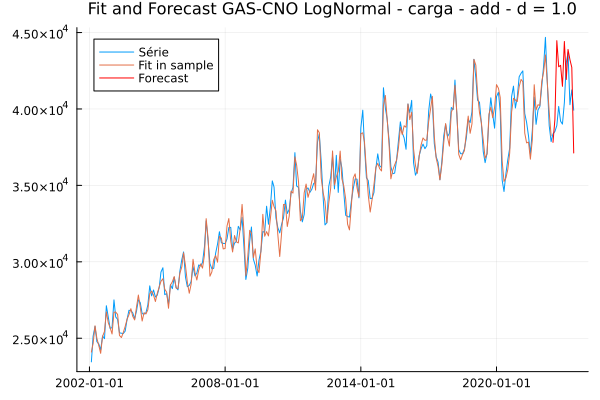 Fit and Forecast GAS-CNO LogNormal - carga - add - d = 1.0
Série
Fit in sample
Forecast
4.50×10⁴
4.00×10⁴
3.50×10⁴
3.00×10⁴
2.50×10⁴
2002-01-01 2008-01-01 2014-01-01 2020-01-01